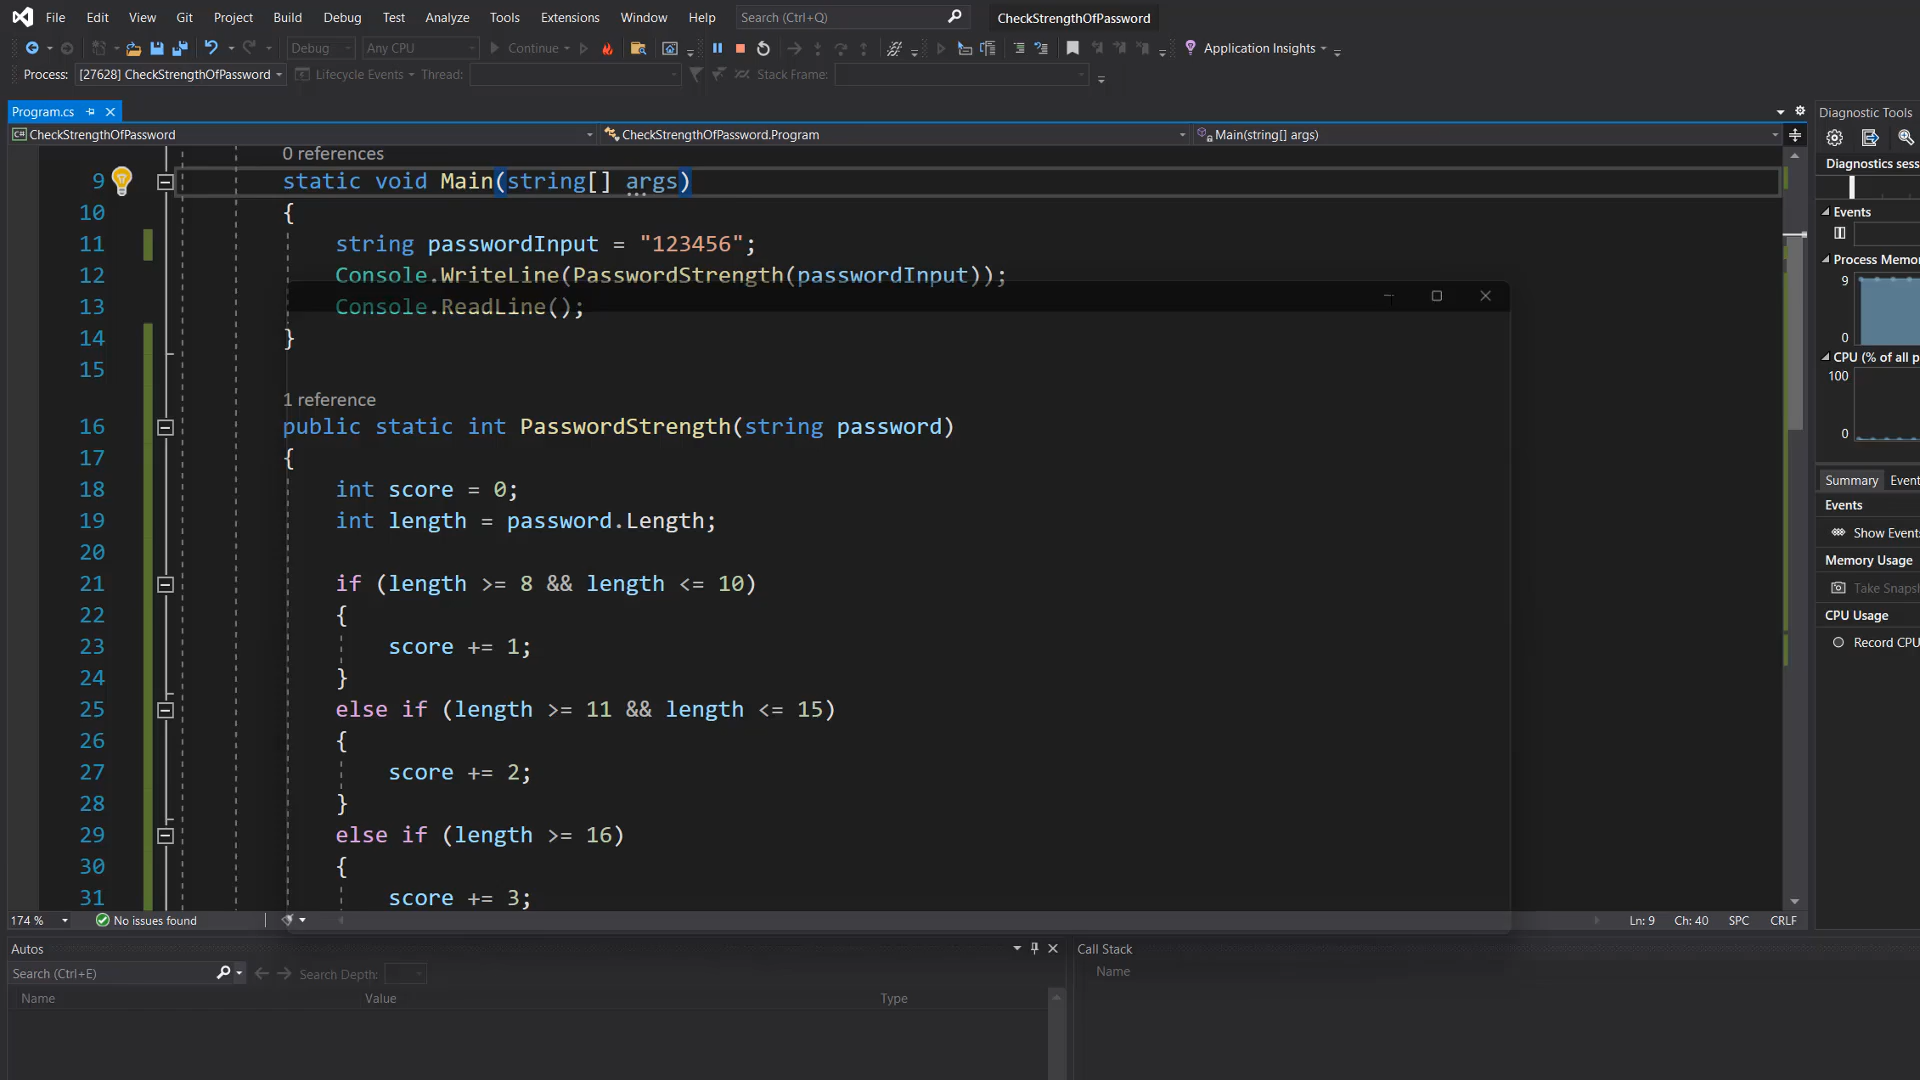 File Edit View Git Project Build Debug Test Analyze Tools Extensions Window Help Search (Ctrl+Q) CheckStrengthOfPassword
Debug Any CPU Continue Application Insights
Process: [27628] CheckStrengthOfPassword Lifecycle Events Thread: Stack Frame:
Program.cs
CheckStrengthOfPassword CheckStrengthOfPassword.Program Main(string[] args)
0 references
9 static void Main(string[] args)
10 {
11 string passwordInput = "123456";
12 Console.WriteLine(PasswordStrength(passwordInput));
13 Console.ReadLine();
14 }
15
1 reference
16 public static int PasswordStrength(string password)
17 {
18 int score = 0;
19 int length = password.Length;
20
21 if (length >= 8 && length <= 10)
22 {
23 score += 1;
24 }
25 else if (length >= 11 && length <= 15)
26 {
27 score += 2;
28 }
29 else if (length >= 16)
30 {
31 score += 3;
174 % No issues found Ln: 9 Ch: 40 SPC CRLF
Diagnostic Tools
Diagnostics sess
Events
Process Memo
9
0
CPU (% of all p
100
0
Summary Event
Events
Show Events
Memory Usage
Take Snaps
CPU Usage
Record CPU
Autos
Search (Ctrl+E) Search Depth:
Name Value Type
Call Stack
Name